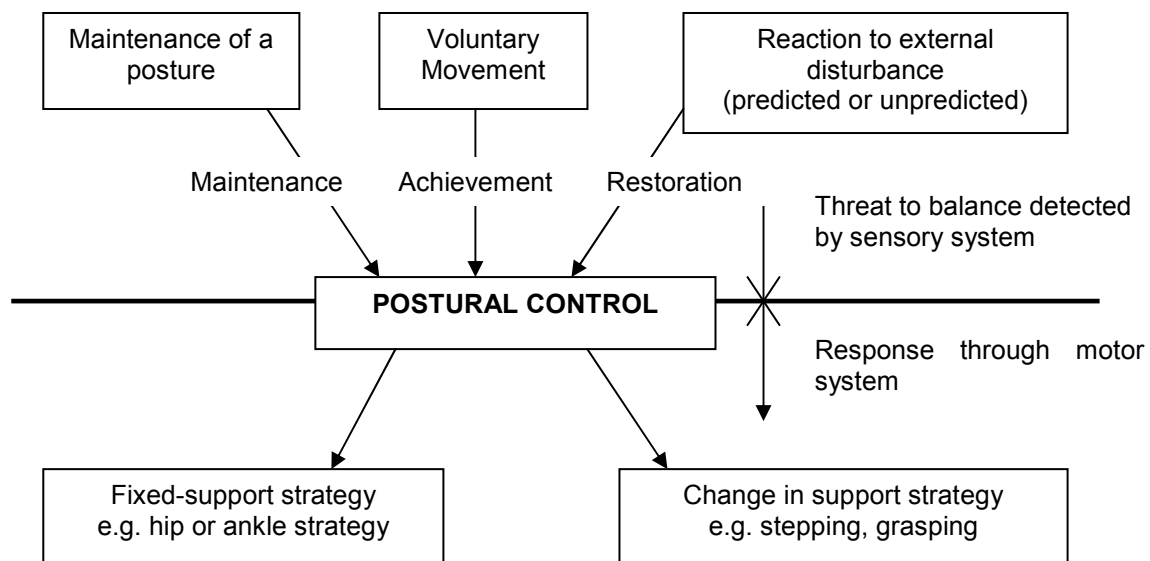 Maintenance of a
posture
Voluntary
Movement
Reaction to external
disturbance
(predicted or unpredicted)
Maintenance
Achievement
Restoration
Threat to balance detected
by sensory system
POSTURAL CONTROL
Response through motor
system
Fixed-support strategy
e.g. hip or ankle strategy
Change in support strategy
e.g. stepping, grasping